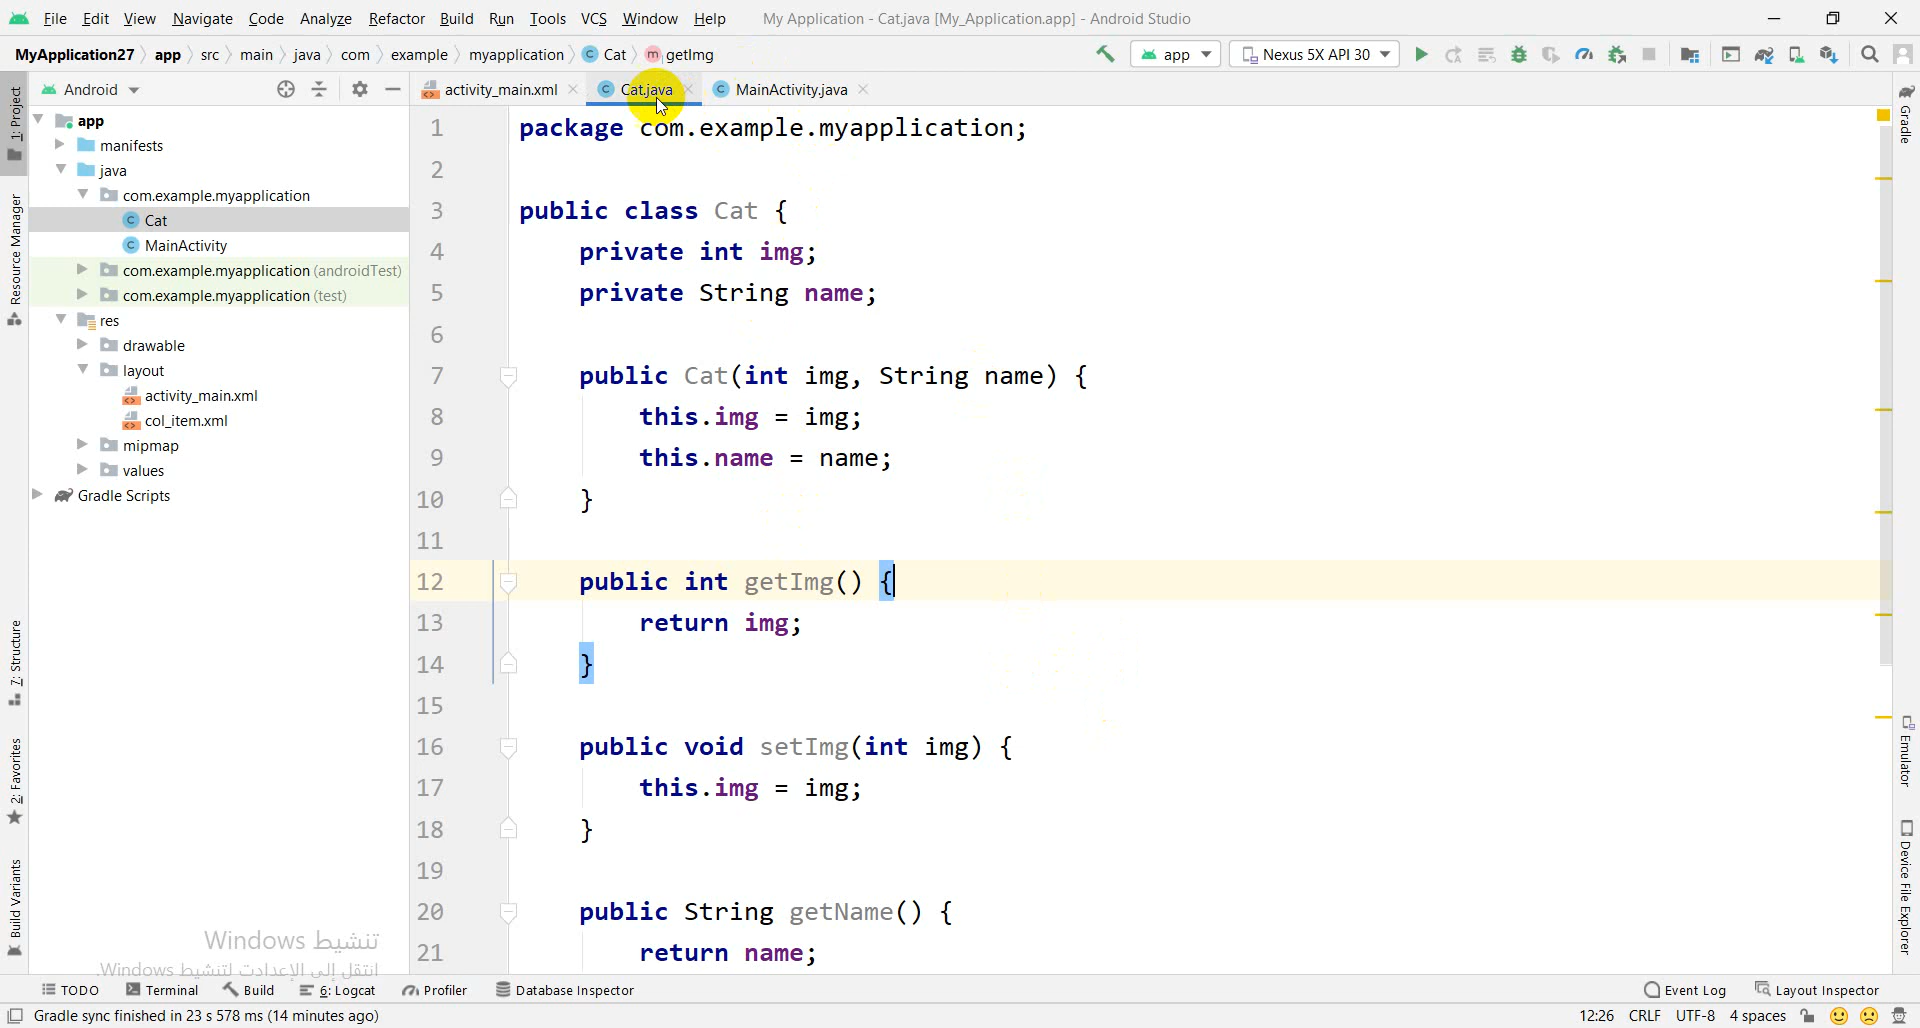 File Edit View Navigate Code Analyze Refactor Build Run Tools VCS Window Help My Application - Cat.java [My_Application.app] - Android Studio
MyApplication27 app src main java com example myapplication Cat getImg app Nexus 5X API 30
Android activity_main.xml Cat.java MainActivity.java
1: Project
Resource Manager
7: Structure
2: Favorites
Build Variants
app
manifests
java
com.example.myapplication
Cat
MainActivity
com.example.myapplication (androidTest)
com.example.myapplication (test)
res
drawable
layout
activity_main.xml
col_item.xml
mipmap
values
Gradle Scripts
1 package com.example.myapplication;
2
3 public class Cat {
4 private int img;
5 private String name;
6
7 public Cat(int img, String name) {
8 this.img = img;
9 this.name = name;
10 }
11
12 public int getImg() {
13 return img;
14 }
15
16 public void setImg(int img) {
17 this.img = img;
18 }
19
20 public String getName() {
21 return name;
Gradle
Emulator
Device File Explorer
تنشيط Windows
انتقل إلى الإعدادات لتنشيط Windows.
TODO Terminal Build 6: Logcat Profiler Database Inspector Event Log Layout Inspector
Gradle sync finished in 23 s 578 ms (14 minutes ago) 12:26 CRLF UTF-8 4 spaces